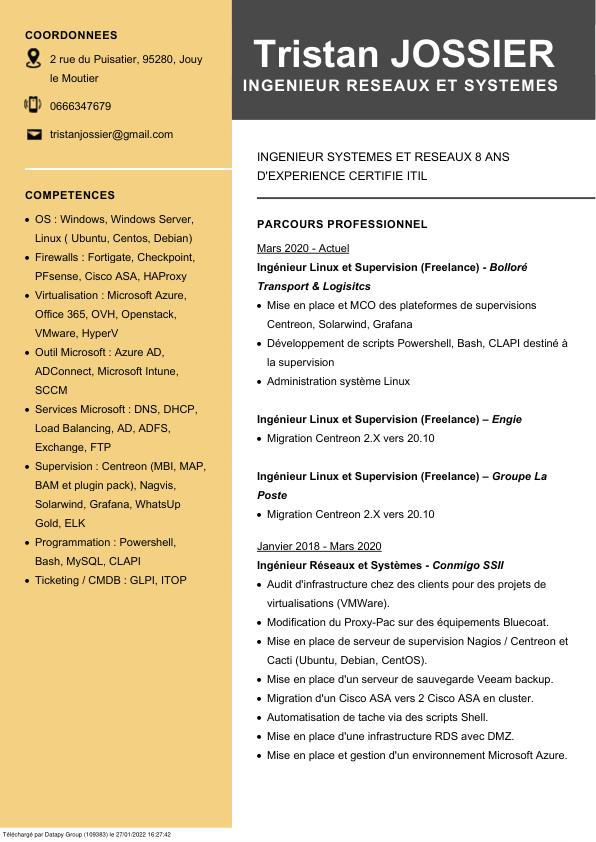 COORDONNEES
2 rue du Puisatier, 95280, Jouy
le Moutier
0666347679
tristanjossier@gmail.com
COMPETENCES
• OS : Windows, Windows Server,
Linux ( Ubuntu, Centos, Debian)
• Firewalls : Fortigate, Checkpoint,
PFsense, Cisco ASA, HAProxy
• Virtualisation : Microsoft Azure,
Office 365, OVH, Openstack,
VMware, HyperV
• Outil Microsoft : Azure AD,
ADConnect, Microsoft Intune,
SCCM
• Services Microsoft : DNS, DHCP,
Load Balancing, AD, ADFS,
Exchange, FTP
• Supervision : Centreon (MBI, MAP,
BAM et plugin pack), Nagvis,
Solarwind, Grafana, WhatsUp
Gold, ELK
• Programmation : Powershell,
Bash, MySQL, CLAPI
• Ticketing / CMDB : GLPI, ITOP
Tristan JOSSIER
INGENIEUR RESEAUX ET SYSTEMES
INGENIEUR SYSTEMES ET RESEAUX 8 ANS
D'EXPERIENCE CERTIFIE ITIL
PARCOURS PROFESSIONNEL
Mars 2020 - Actuel
Ingénieur Linux et Supervision (Freelance) - Bolloré
Transport & Logisitcs
• Mise en place et MCO des plateformes de supervisions
Centreon, Solarwind, Grafana
• Développement de scripts Powershell, Bash, CLAPI destiné à
la supervision
• Administration système Linux
Ingénieur Linux et Supervision (Freelance) – Engie
• Migration Centreon 2.X vers 20.10
Ingénieur Linux et Supervision (Freelance) – Groupe La
Poste
• Migration Centreon 2.X vers 20.10
Janvier 2018 - Mars 2020
Ingénieur Réseaux et Systèmes - Conmigo SSII
• Audit d'infrastructure chez des clients pour des projets de
virtualisations (VMWare).
• Modification du Proxy-Pac sur des équipements Bluecoat.
• Mise en place de serveur de supervision Nagios / Centreon et
Cacti (Ubuntu, Debian, CentOS).
• Mise en place d'un serveur de sauvegarde Veeam backup.
• Migration d'un Cisco ASA vers 2 Cisco ASA en cluster.
• Automatisation de tache via des scripts Shell.
• Mise en place d'une infrastructure RDS avec DMZ.
• Mise en place et gestion d'un environnement Microsoft Azure.
Téléchargé par Datapy Group (109383) le 27/01/2022 16:27:42